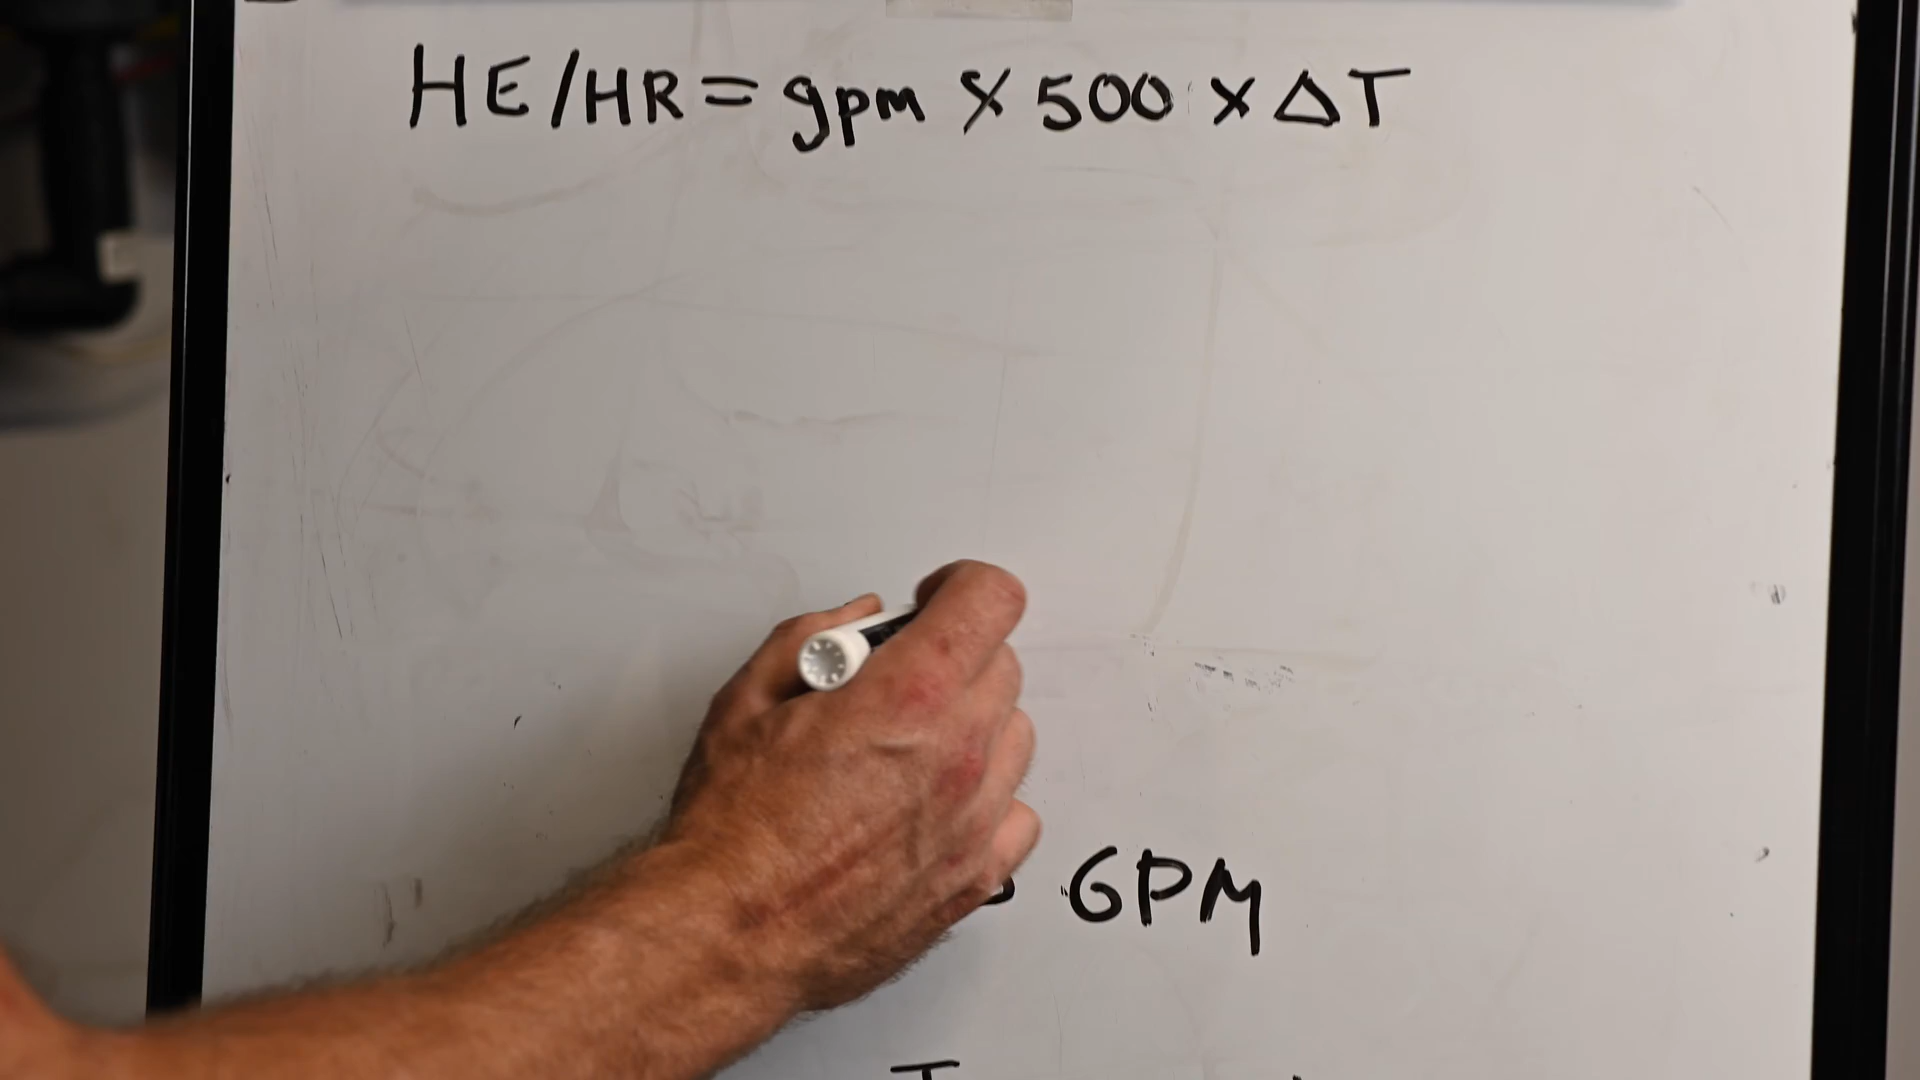 HE/HR = gpm x 500 x ΔT
GPM